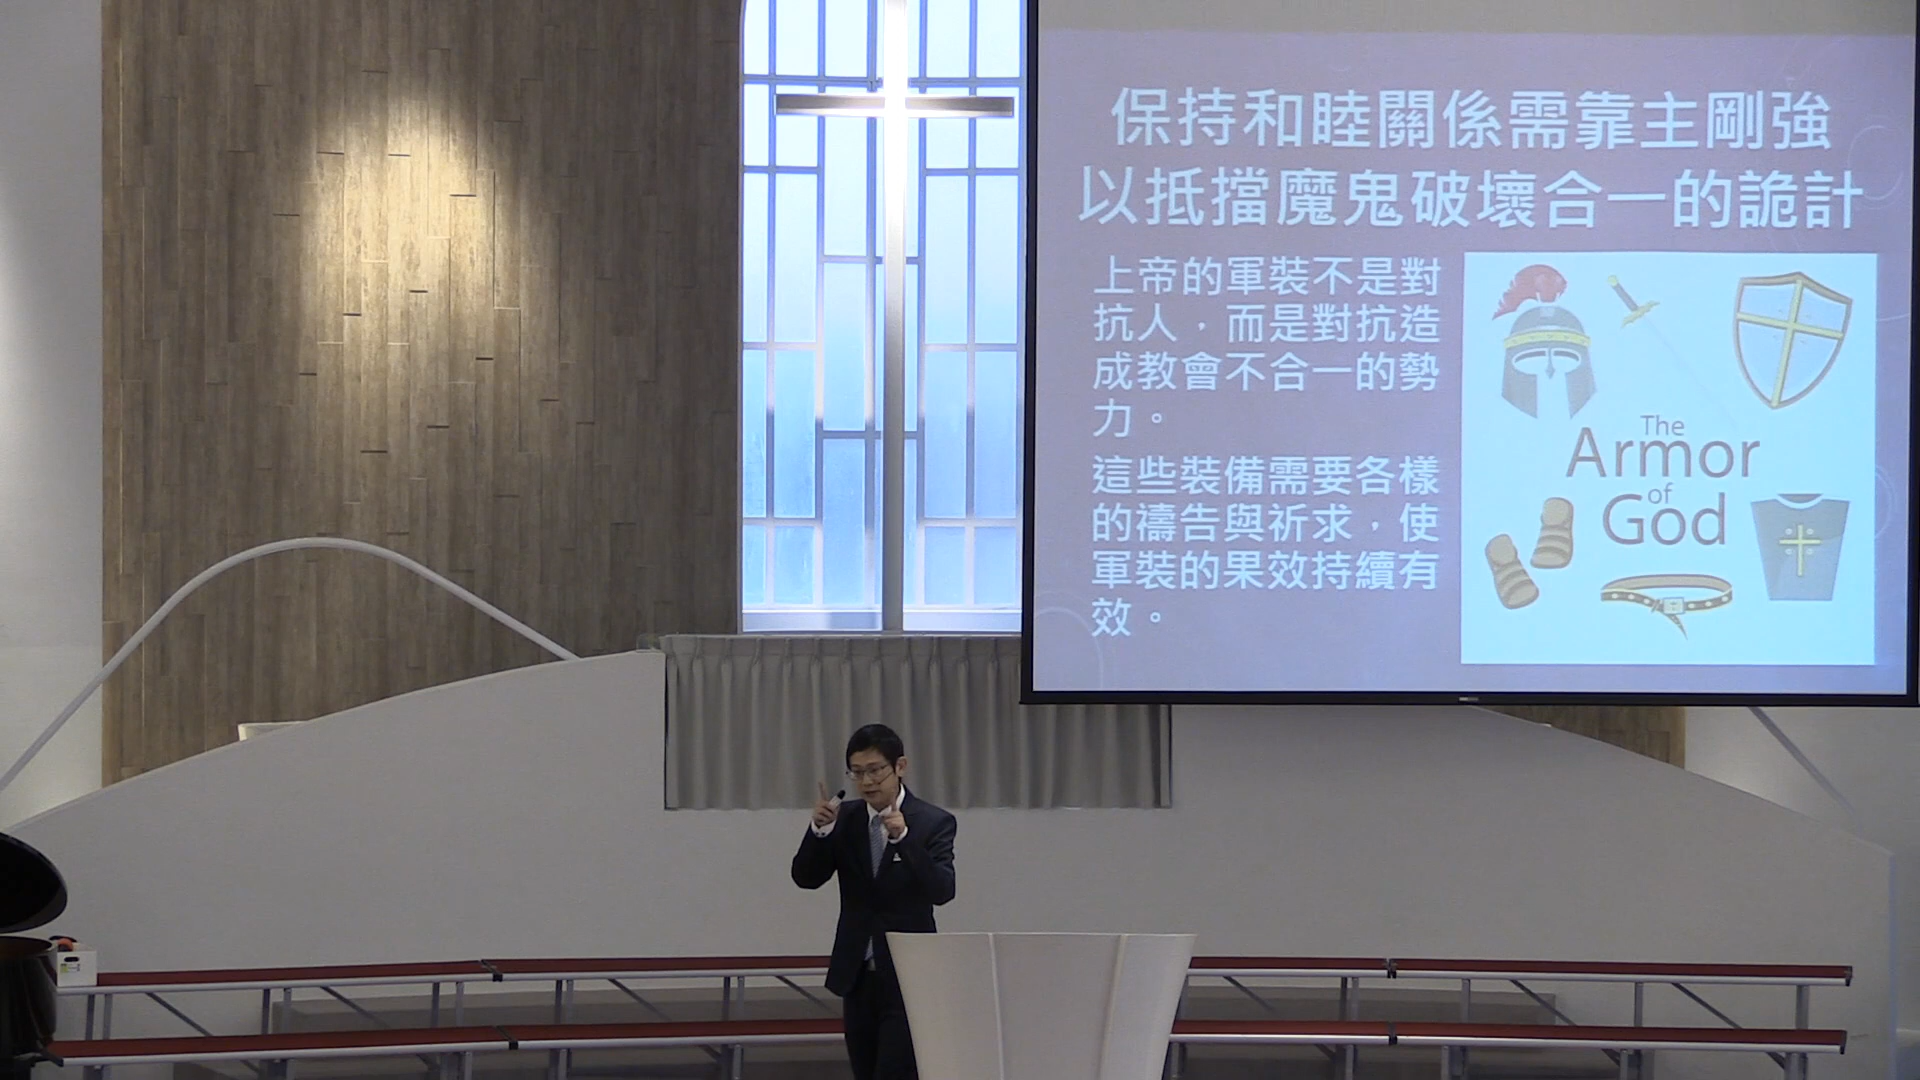 保持和睦關係需靠主剛強
以抵擋魔鬼破壞合一的詭計
上帝的軍裝不是對
抗人，而是對抗造
成教會不合一的勢
力。
這些裝備需要各樣
的禱告與祈求，使
軍裝的果效持續有
效。
The
Armor
of
God